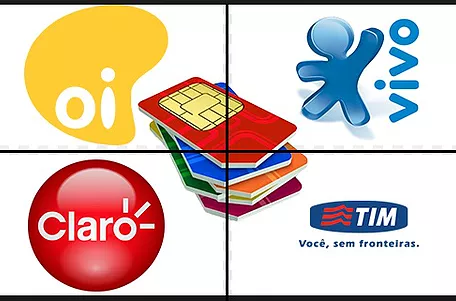 oi
vivo
Claro
TIM
Você, sem fronteiras.